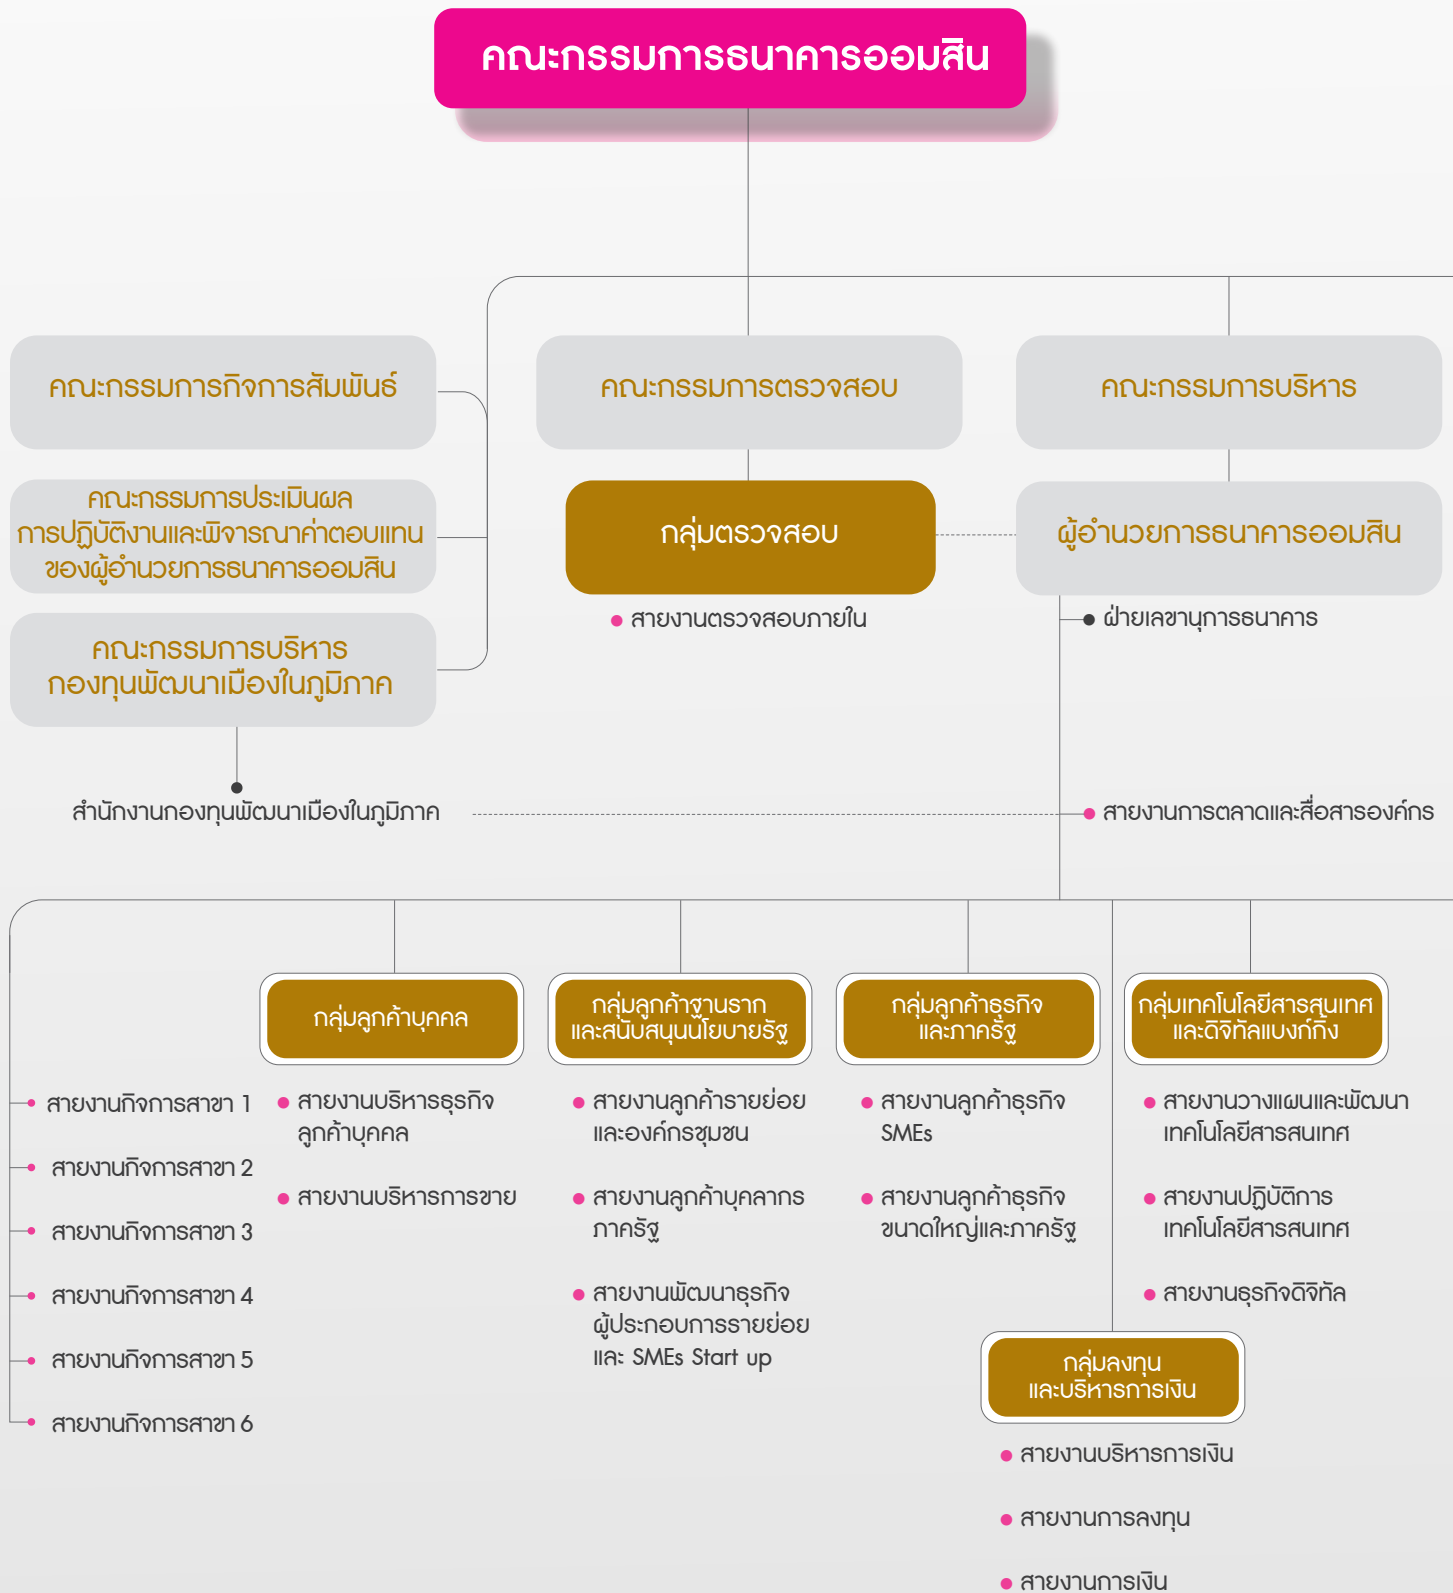 คณะกรรมการธนาคารออมสิน
คณะกรรมการกิจการสัมพันธ์
คณะกรรมการตรวจสอบ
คณะกรรมการบริหาร
คณะกรรมการประเมินผล
การปฏิบัติงานและพิจารณาค่าตอบแทน
ของผู้อำนวยการธนาคารออมสิน
กลุ่มตรวจสอบ
ผู้อำนวยการธนาคารออมสิน
สายงานตรวจสอบภายใน
ฝ่ายเลขานุการธนาคาร
คณะกรรมการบริหาร
กองทุนพัฒนาเมืองในภูมิภาค
สำนักงานกองทุนพัฒนาเมืองในภูมิภาค
สายงานการตลาดและสื่อสารองค์กร
สายงานกิจการสาขา 1
สายงานกิจการสาขา 2
สายงานกิจการสาขา 3
สายงานกิจการสาขา 4
สายงานกิจการสาขา 5
สายงานกิจการสาขา 6
กลุ่มลูกค้าบุคคล
สายงานบริหารธุรกิจ
ลูกค้าบุคคล
สายงานบริหารการขาย
กลุ่มลูกค้าฐานราก
และสนับสนุนนโยบายรัฐ
สายงานลูกค้ารายย่อย
และองค์กรชุมชน
สายงานลูกค้าบุคลากร
ภาครัฐ
สายงานพัฒนาธุรกิจ
ผู้ประกอบการรายย่อย
และ SMEs Start up
กลุ่มลูกค้าธุรกิจ
และภาครัฐ
สายงานลูกค้าธุรกิจ
SMEs
สายงานลูกค้าธุรกิจ
ขนาดใหญ่และภาครัฐ
กลุ่มเทคโนโลยีสารสนเทศ
และดิจิทัลแบงก์กิ้ง
สายงานวางแผนและพัฒนา
เทคโนโลยีสารสนเทศ
สายงานปฏิบัติการ
เทคโนโลยีสารสนเทศ
สายงานธุรกิจดิจิทัล
กลุ่มลงทุน
และบริหารการเงิน
สายงานบริหารการเงิน
สายงานการลงทุน
สายงานการเงิน